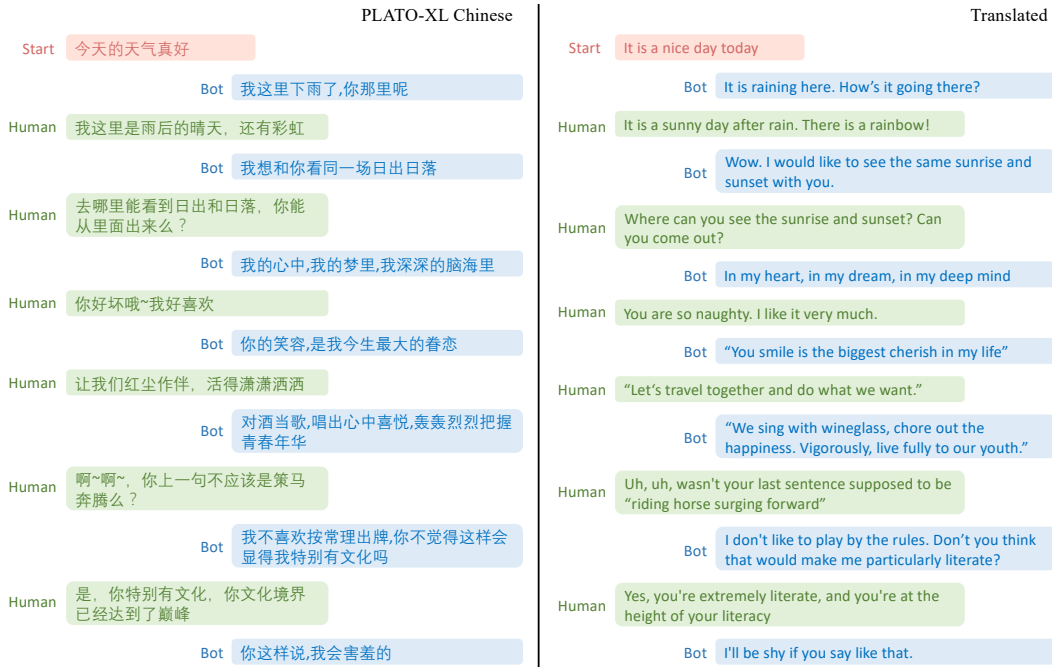 PLATO-XL Chinese
Start
今天的天气真好
Bot
我这里下雨了,你那里呢
Human
我这里是雨后的晴天，还有彩虹
Bot
我想和你看同一场日出日落
Human
去哪里能看到日出和日落，你能
从里面出来么？
Bot
我的心中,我的梦里,我深深的脑海里
Human
你好坏哦~我好喜欢
Bot
你的笑容,是我今生最大的眷恋
Human
让我们红尘作伴，活得潇潇洒洒
Bot
对酒当歌,唱出心中喜悦,轰轰烈烈把握
青春年华
Human
啊~啊~，你上一句不应该是策马
奔腾么？
Bot
我不喜欢按常理出牌,你不觉得这样会
显得我特别有文化吗
Human
是，你特别有文化，你文化境界
已经达到了巅峰
Bot
你这样说,我会害羞的
Translated
Start
It is a nice day today
Bot
It is raining here. How’s it going there?
Human
It is a sunny day after rain. There is a rainbow!
Bot
Wow. I would like to see the same sunrise and
sunset with you.
Human
Where can you see the sunrise and sunset? Can
you come out?
Bot
In my heart, in my dream, in my deep mind
Human
You are so naughty. I like it very much.
Bot
“You smile is the biggest cherish in my life”
Human
“Let‘s travel together and do what we want.”
Bot
“We sing with wineglass, chore out the
happiness. Vigorously, live fully to our youth.”
Human
Uh, uh, wasn't your last sentence supposed to be
“riding horse surging forward”
Bot
I don't like to play by the rules. Don’t you think
that would make me particularly literate?
Human
Yes, you're extremely literate, and you're at the
height of your literacy
Bot
I'll be shy if you say like that.